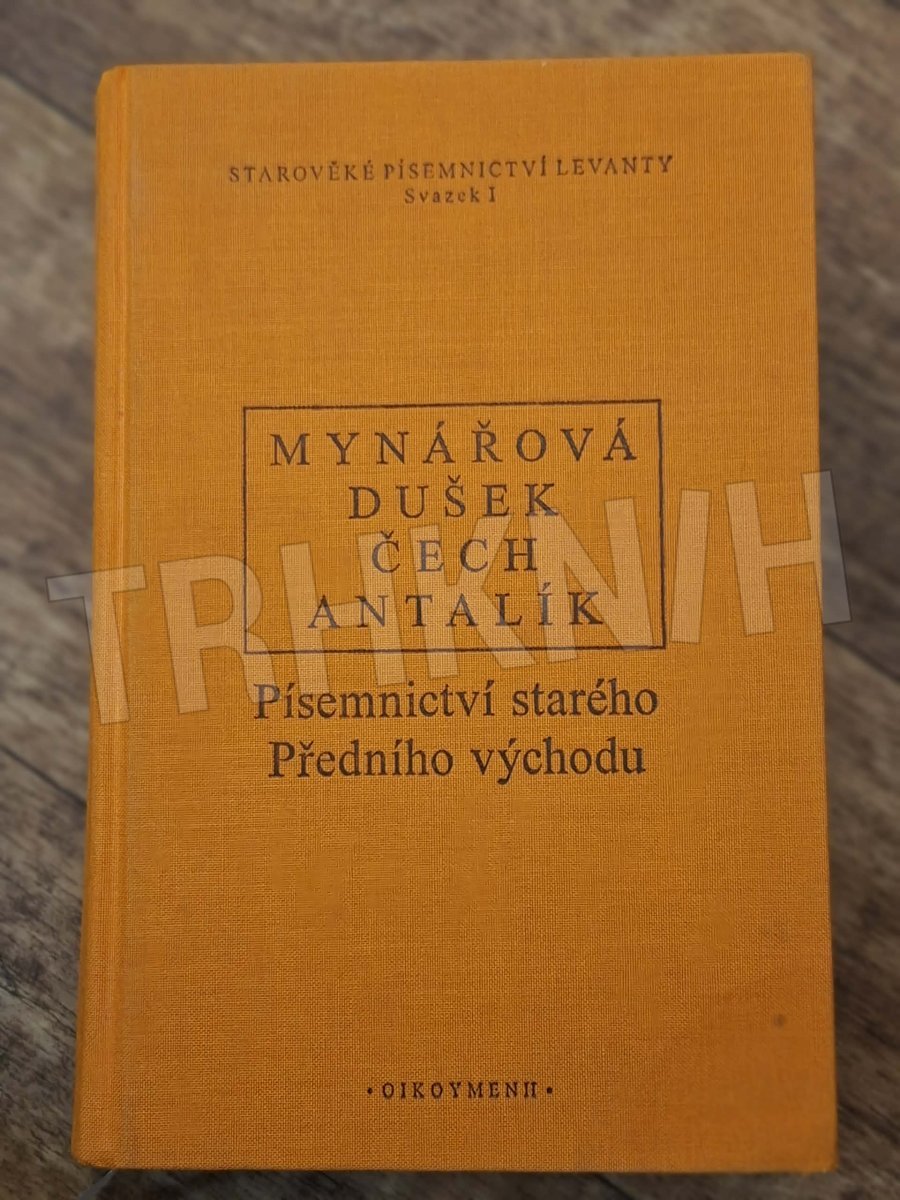 STAROVĚKÉ PÍSEMNICTVÍ LEVANTY
Svazek I
MYNÁŘOVÁ
DUŠEK
ČECH
ANTALÍK
TRHKNIH
Písemnictví starého
Předního východu
• OIKOYMENH •